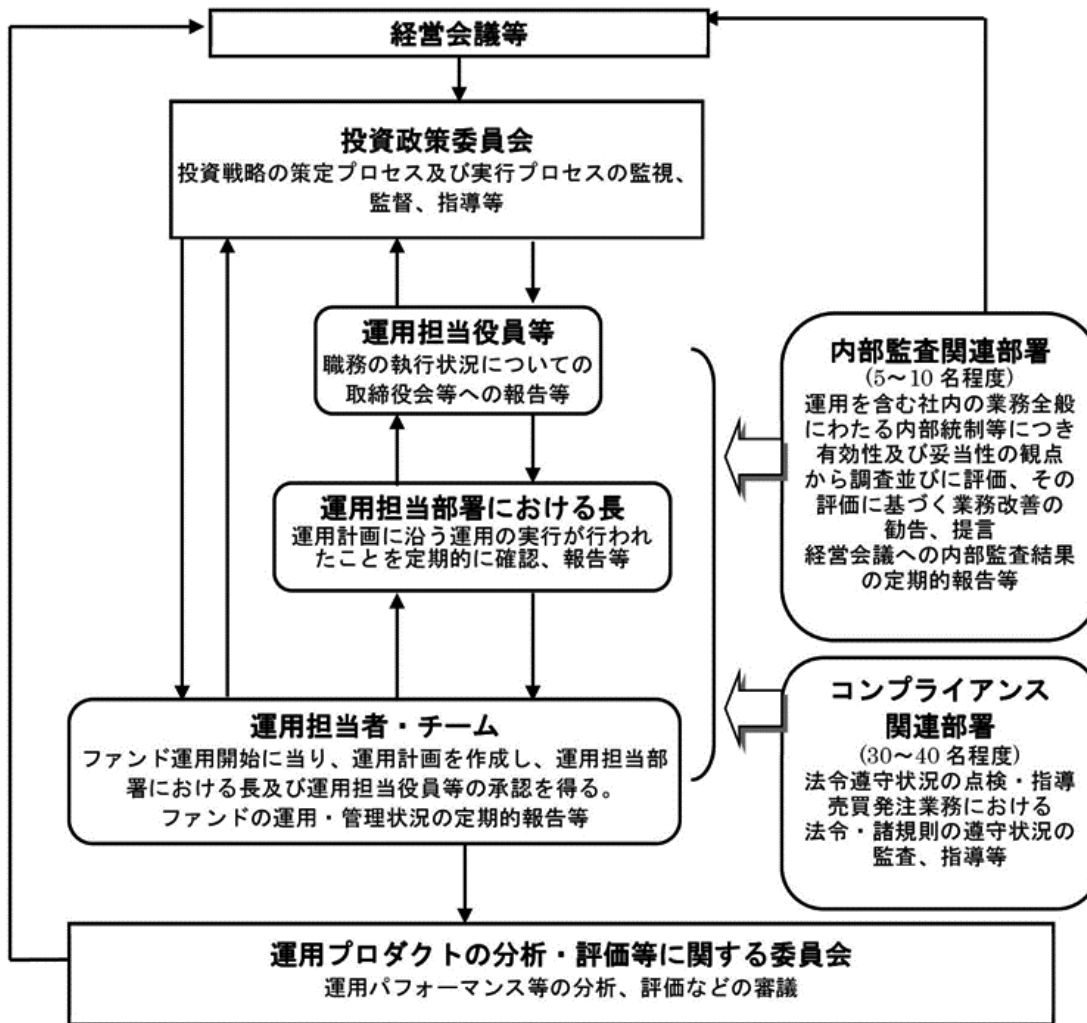 経営会議等
投資政策委員会
投資戦略の策定プロセス及び実行プロセスの監視、
監督、指導等
運用担当役員等
職務の執行状況についての
取締役会等への報告等
運用担当部署における長
運用計画に沿う運用の実行が行われ
たことを定期的に確認、報告等
運用担当者・チーム
ファンド運用開始に当り、運用計画を作成し、運用担当部
署における長及び運用担当役員等の承認を得る。
ファンドの運用・管理状況の定期的報告等
内部監査関連部署
(5～10 名程度)
運用を含む社内の業務全般
にわたる内部統制等につき
有効性及び妥当性の観点
から調査並びに評価、その
評価に基づく業務改善の
勧告、提言
経営会議への内部監査結果
の定期的報告等
コンプライアンス
関連部署
(30～40 名程度)
法令遵守状況の点検・指導
売買発注業務における
法令・諸規則の遵守状況の
監査、指導等
運用プロダクトの分析・評価等に関する委員会
運用パフォーマンス等の分析、評価などの審議